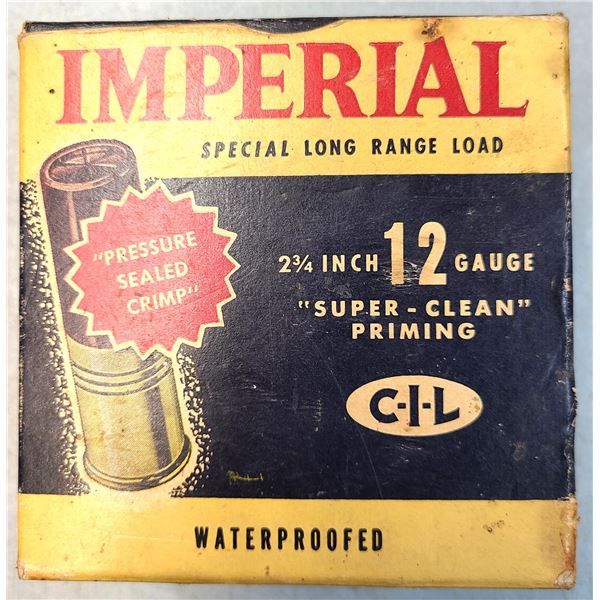 IMPERIAL
SPECIAL LONG RANGE LOAD
"PRESSURE
SEALED
CRIMP"
2¾ INCH 12 GAUGE
"SUPER-CLEAN"
PRIMING
C-I-L
WATERPROOFED